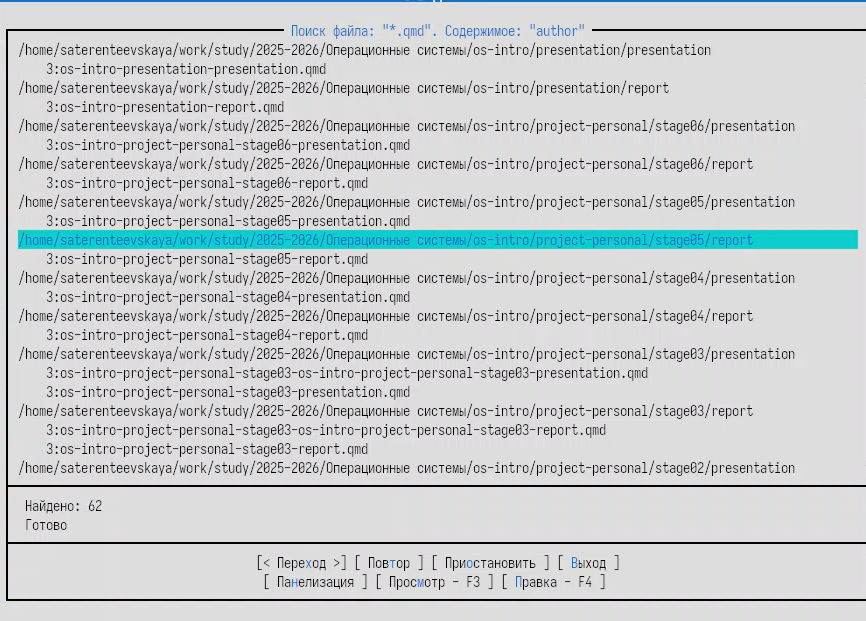 Поиск файла: "*.qmd". Содержимое: "author"
/home/saterenteevskaya/work/study/2025-2026/Операционные системы/os-intro/presentation/presentation
3:os-intro-presentation-presentation.qmd
/home/saterenteevskaya/work/study/2025-2026/Операционные системы/os-intro/presentation/report
3:os-intro-presentation-report.qmd
/home/saterenteevskaya/work/study/2025-2026/Операционные системы/os-intro/project-personal/stage06/presentation
3:os-intro-project-personal-stage06-presentation.qmd
/home/saterenteevskaya/work/study/2025-2026/Операционные системы/os-intro/project-personal/stage06/report
3:os-intro-project-personal-stage06-report.qmd
/home/saterenteevskaya/work/study/2025-2026/Операционные системы/os-intro/project-personal/stage05/presentation
3:os-intro-project-personal-stage05-presentation.qmd
/home/saterenteevskaya/work/study/2025-2026/Операционные системы/os-intro/project-personal/stage05/report
3:os-intro-project-personal-stage05-report.qmd
/home/saterenteevskaya/work/study/2025-2026/Операционные системы/os-intro/project-personal/stage04/presentation
3:os-intro-project-personal-stage04-presentation.qmd
/home/saterenteevskaya/work/study/2025-2026/Операционные системы/os-intro/project-personal/stage04/report
3:os-intro-project-personal-stage04-report.qmd
/home/saterenteevskaya/work/study/2025-2026/Операционные системы/os-intro/project-personal/stage03/presentation
3:os-intro-project-personal-stage03-os-intro-project-personal-stage03-presentation.qmd
3:os-intro-project-personal-stage03-presentation.qmd
/home/saterenteevskaya/work/study/2025-2026/Операционные системы/os-intro/project-personal/stage03/report
3:os-intro-project-personal-stage03-os-intro-project-personal-stage03-report.qmd
3:os-intro-project-personal-stage03-report.qmd
/home/saterenteevskaya/work/study/2025-2026/Операционные системы/os-intro/project-personal/stage02/presentation
Найдено: 62
Готово
[< Переход >] [ Повтор ] [ Приостановить ] [ Выход ]
[ Панелизация ] [ Просмотр - F3 ] [ Правка - F4 ]